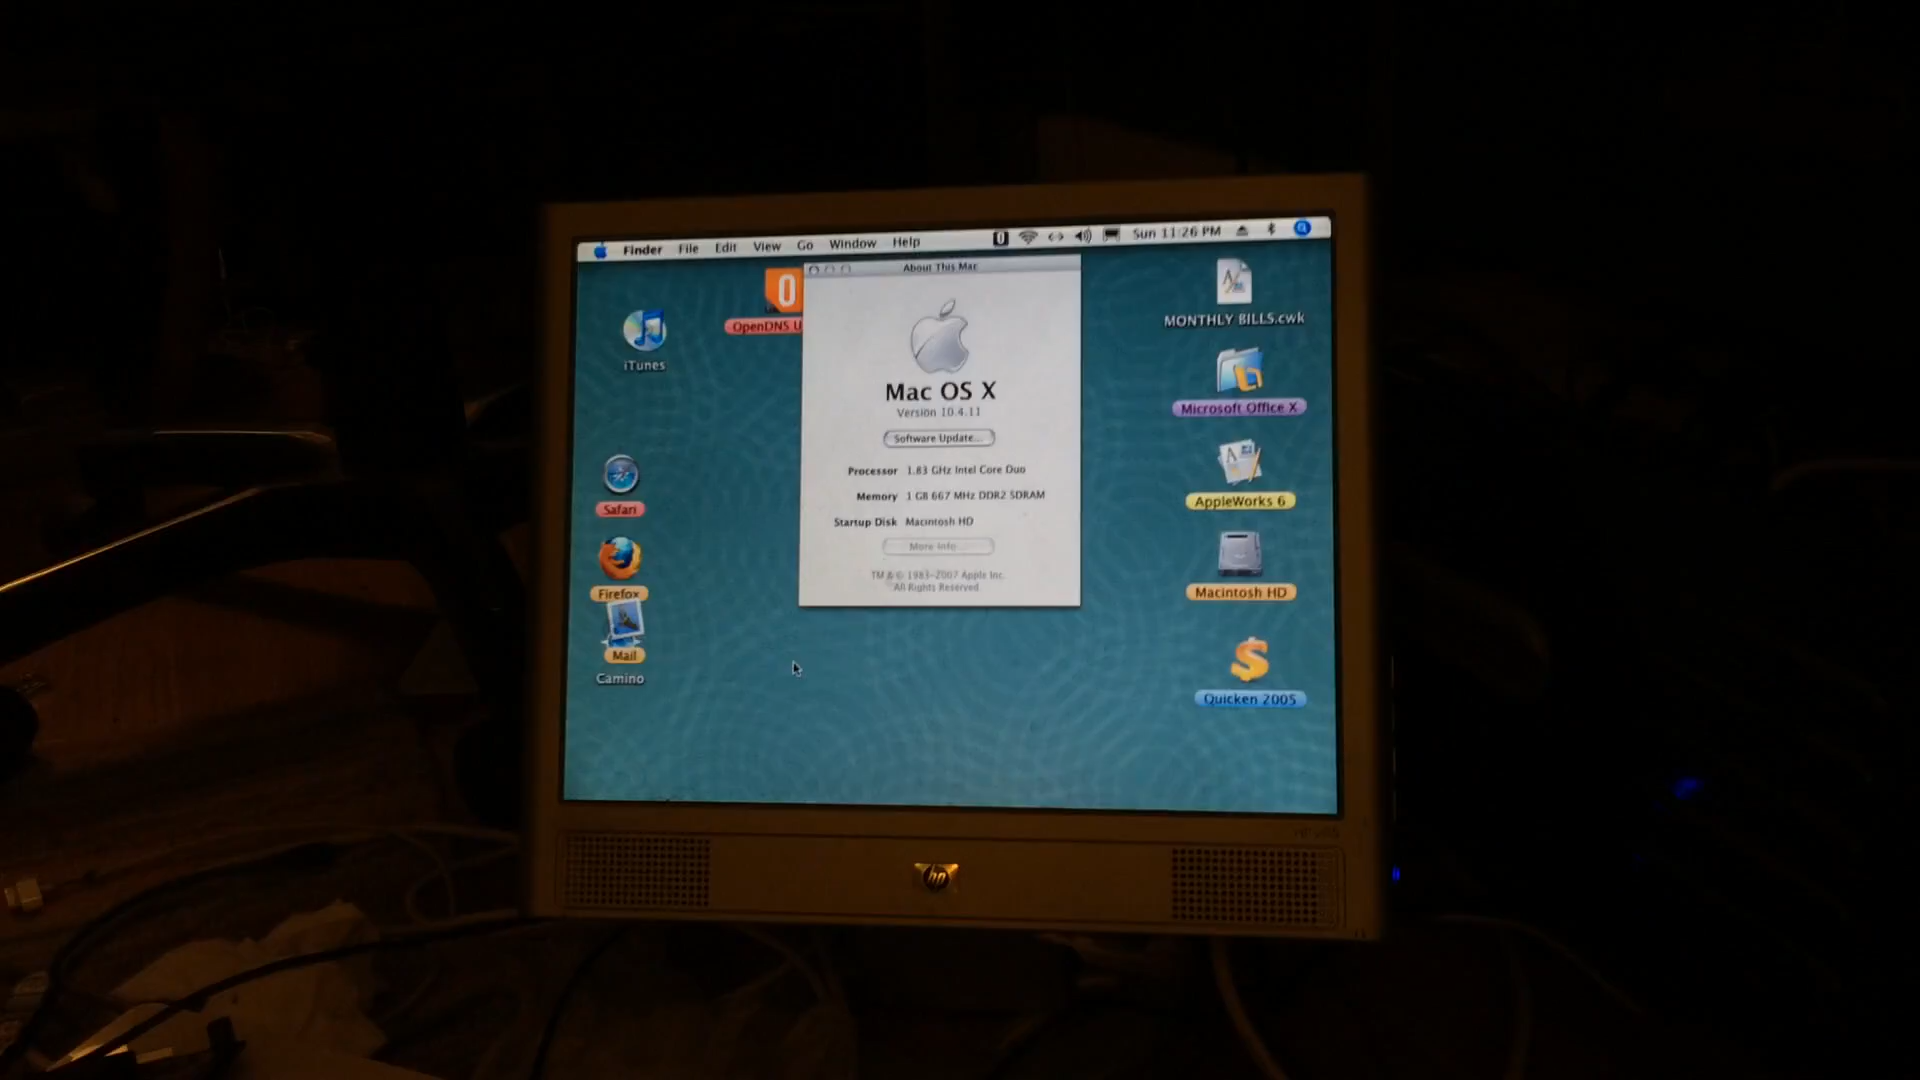 Finder File Edit View Go Window Help Sun 11:26 PM
About This Mac
Mac OS X
Version 10.4.11
Software Update...
Processor 1.83 GHz Intel Core Duo
Memory 1 GB 667 MHz DDR2 SDRAM
Startup Disk Macintosh HD
More Info...
TM & © 1983-2007 Apple Inc.
All Rights Reserved.
OpenDNS U
iTunes
Safari
Firefox
Mail
Camino
MONTHLY BILLS.cwk
Microsoft Office X
AppleWorks 6
Macintosh HD
Quicken 2005
hp